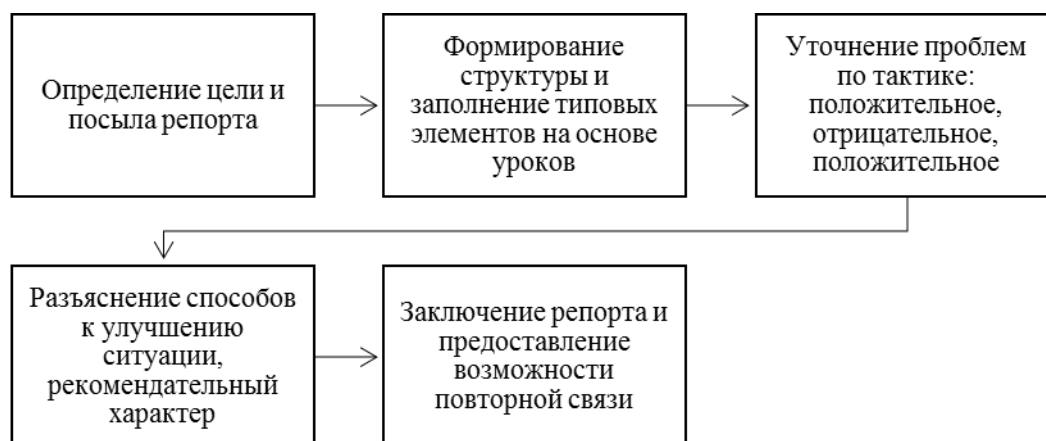 Определение цели и
посыла репорта
Формирование
структуры и
заполнение типовых
элементов на основе
уроков
Уточнение проблем
по тактике:
положительное,
отрицательное,
положительное
Разъяснение способов
к улучшению
ситуации,
рекомендательный
характер
Заключение репорта и
предоставление
возможности
повторной связи